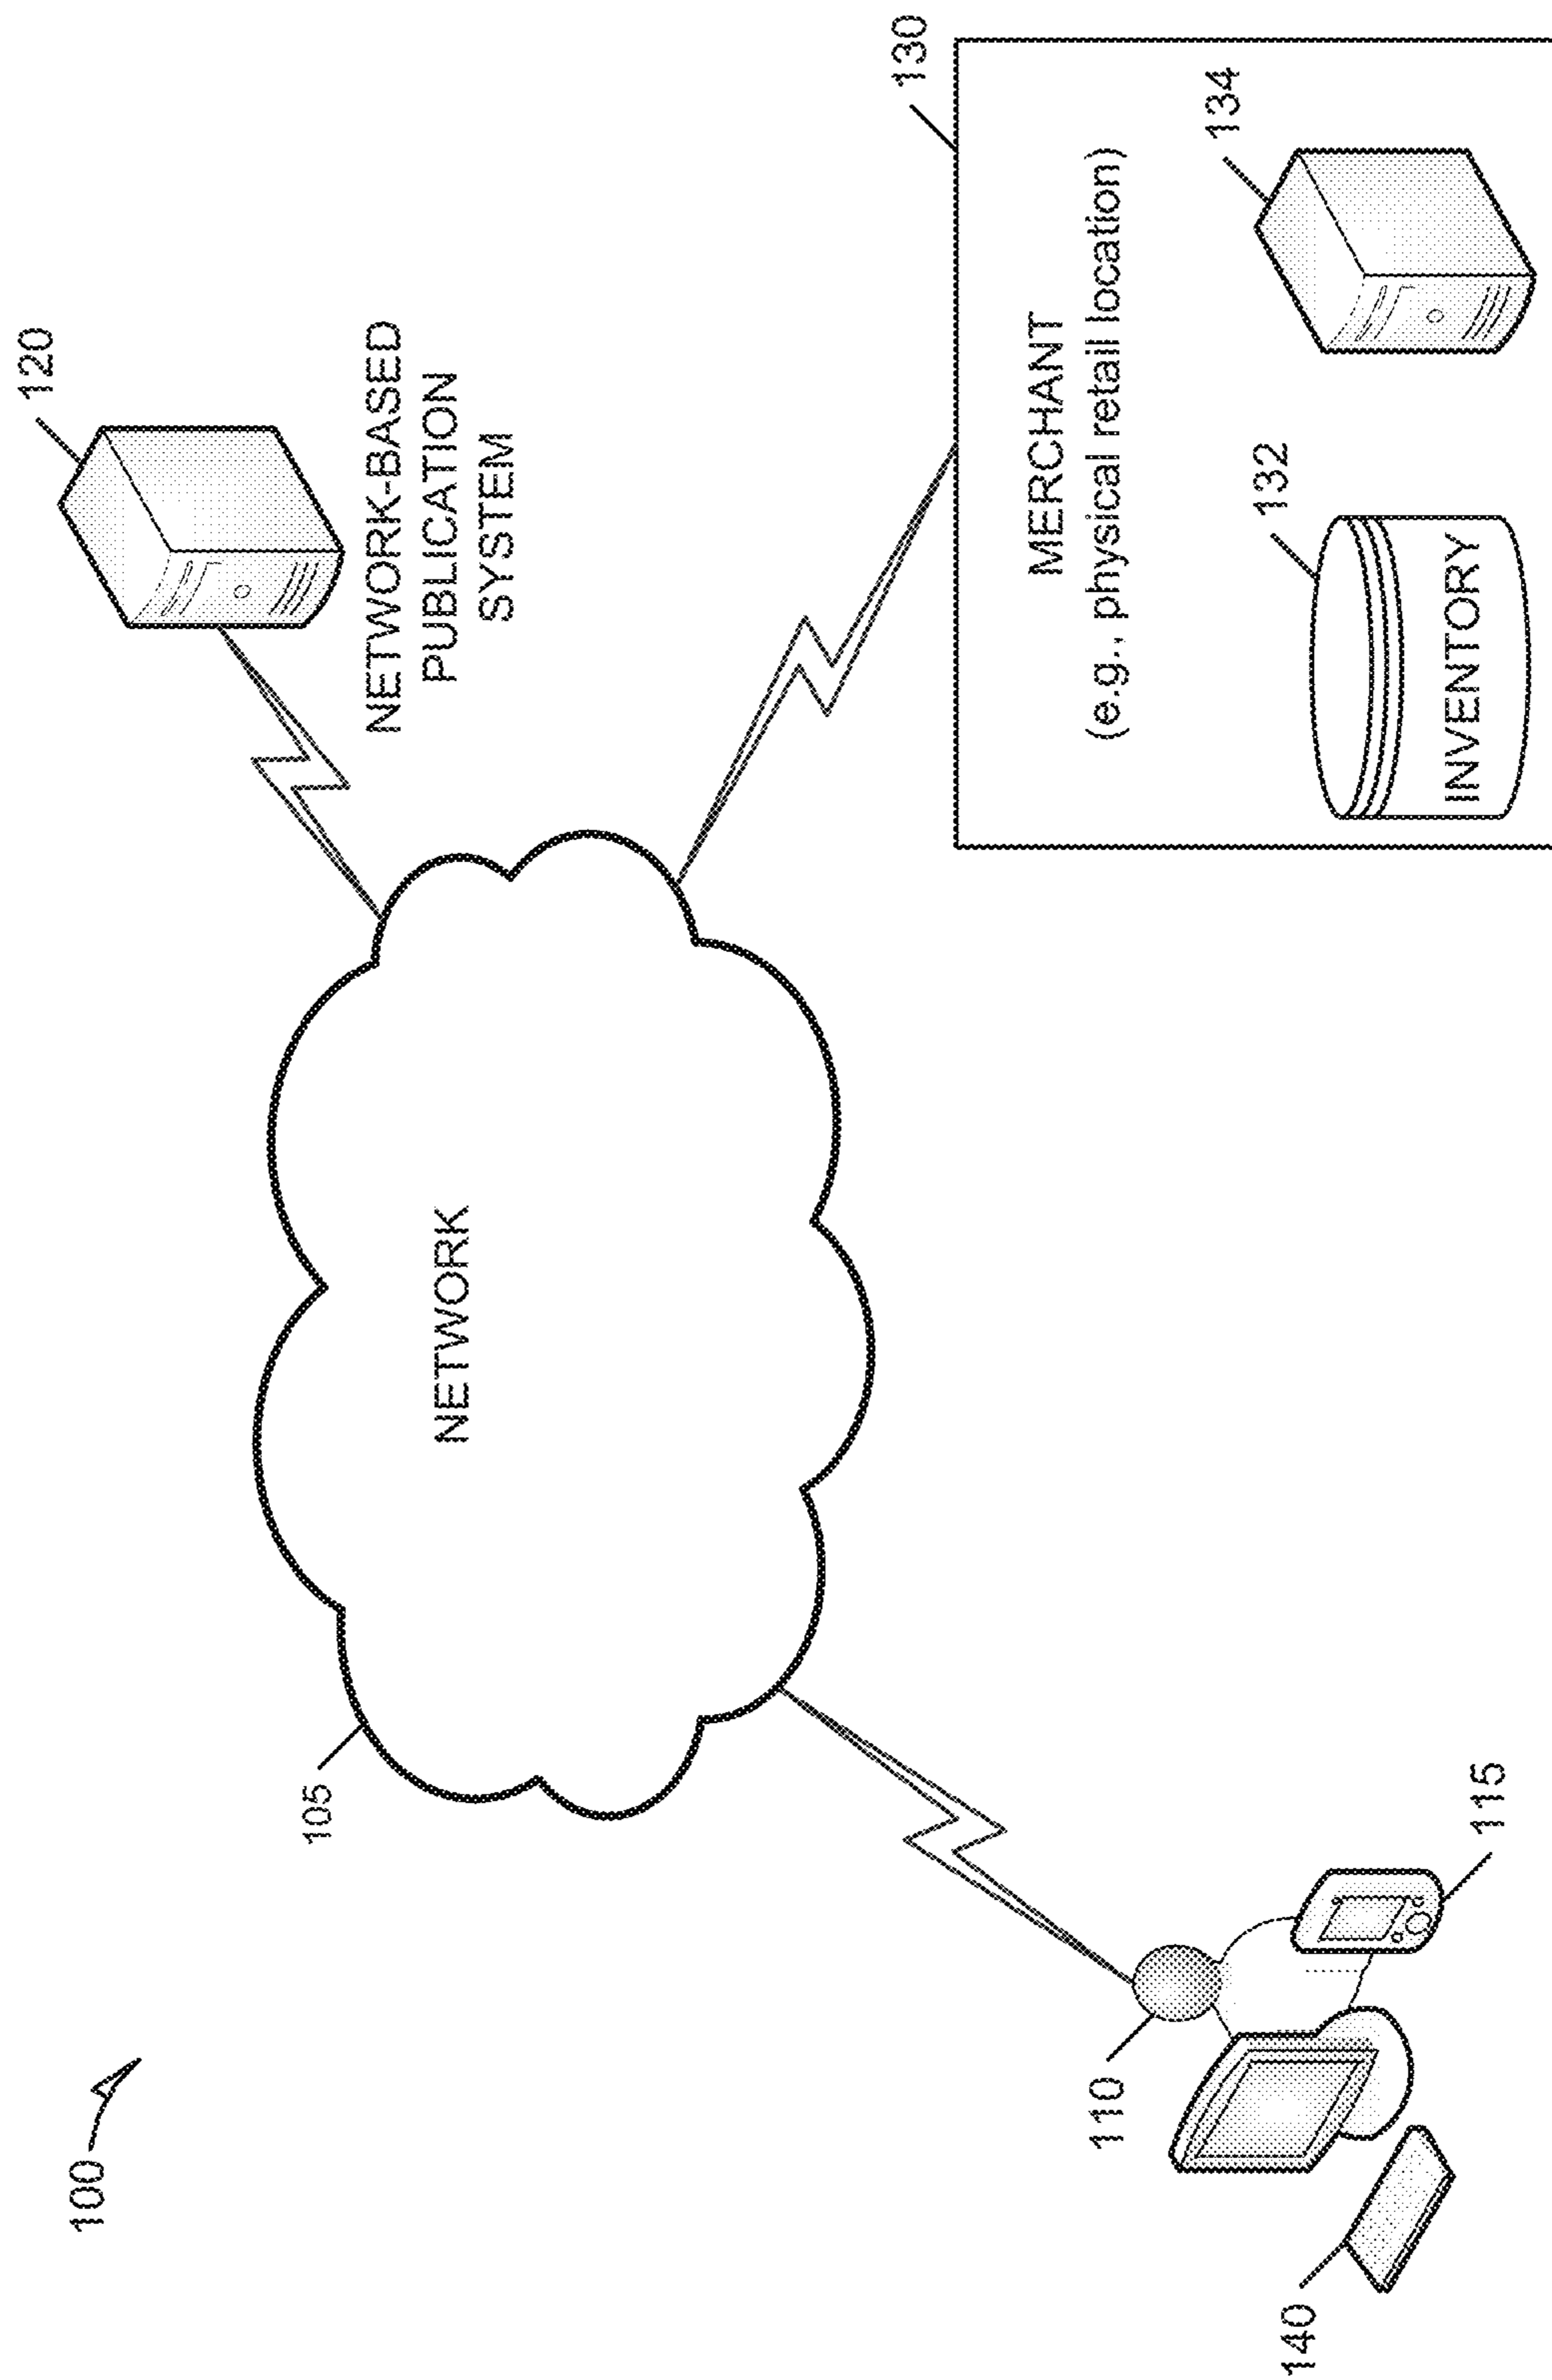 100
120
NETWORK-BASED
PUBLICATION
SYSTEM
105
NETWORK
130
MERCHANT
(e.g., physical retail location)
132
134
INVENTORY
110
115
140